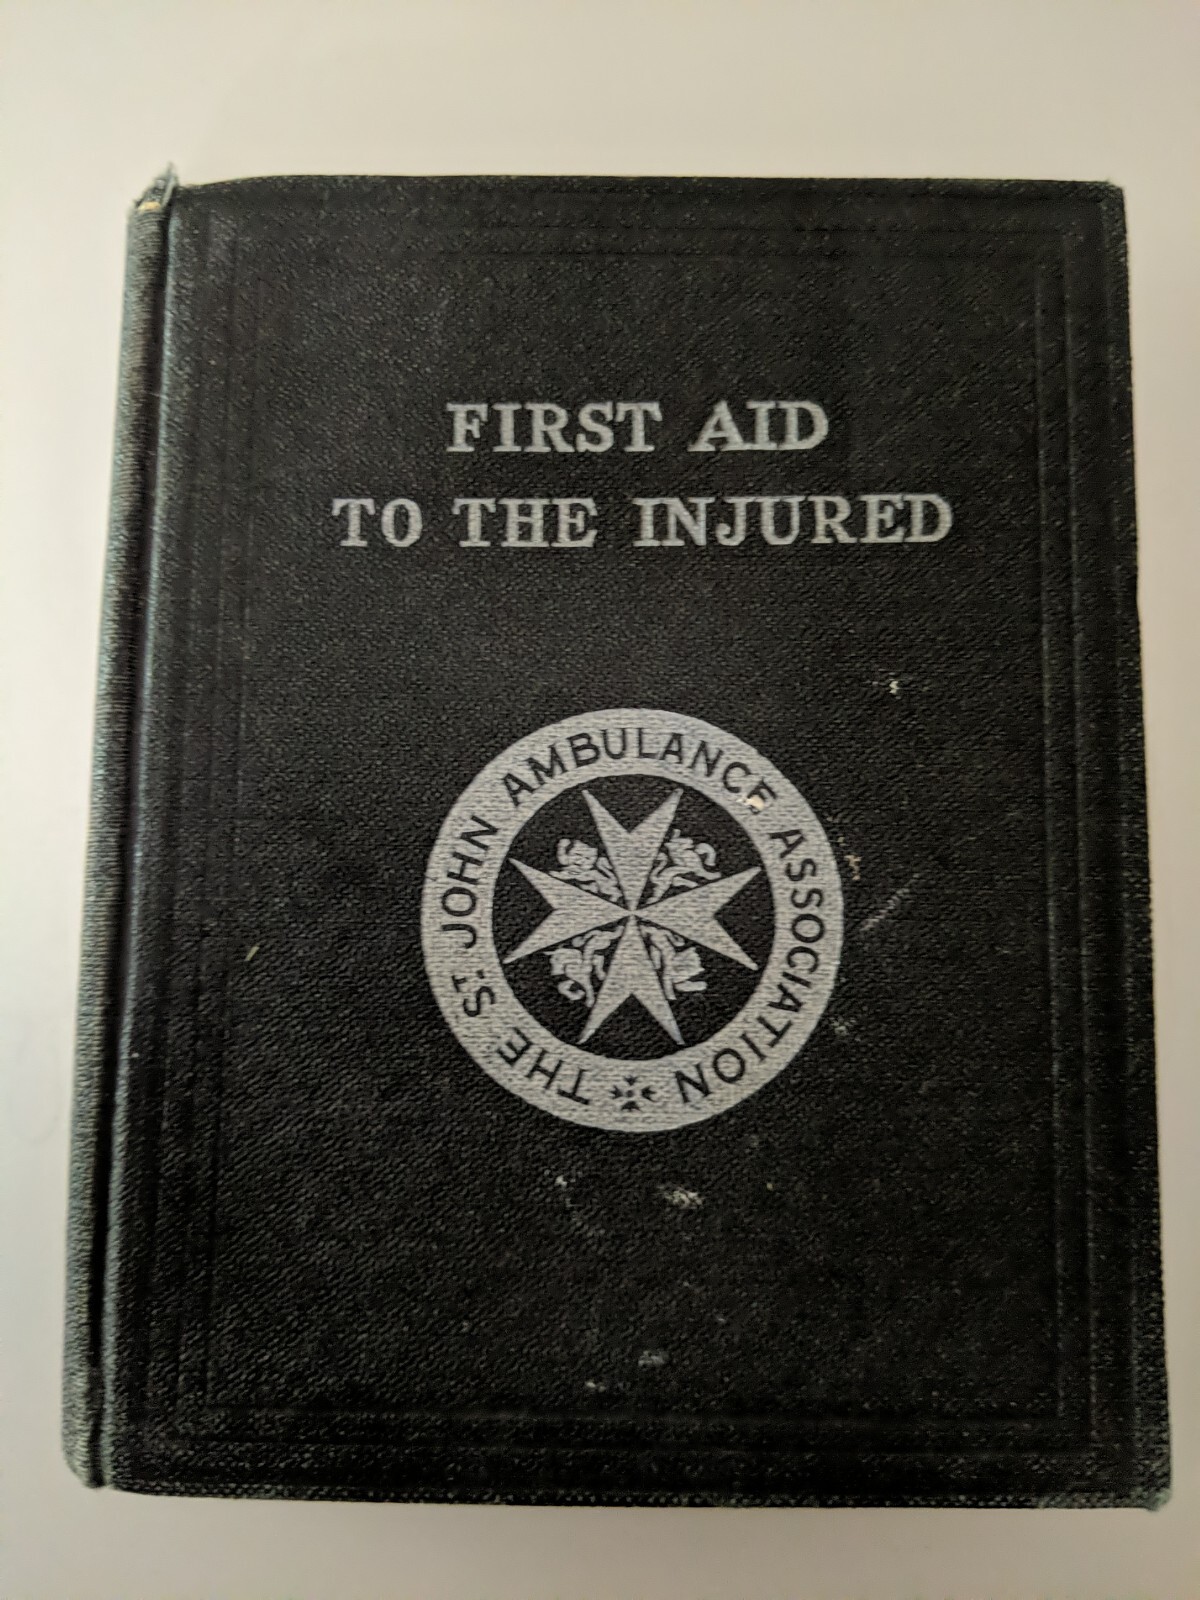 FIRST AID
TO THE INJURED
THE ST. JOHN AMBULANCE ASSOCIATION